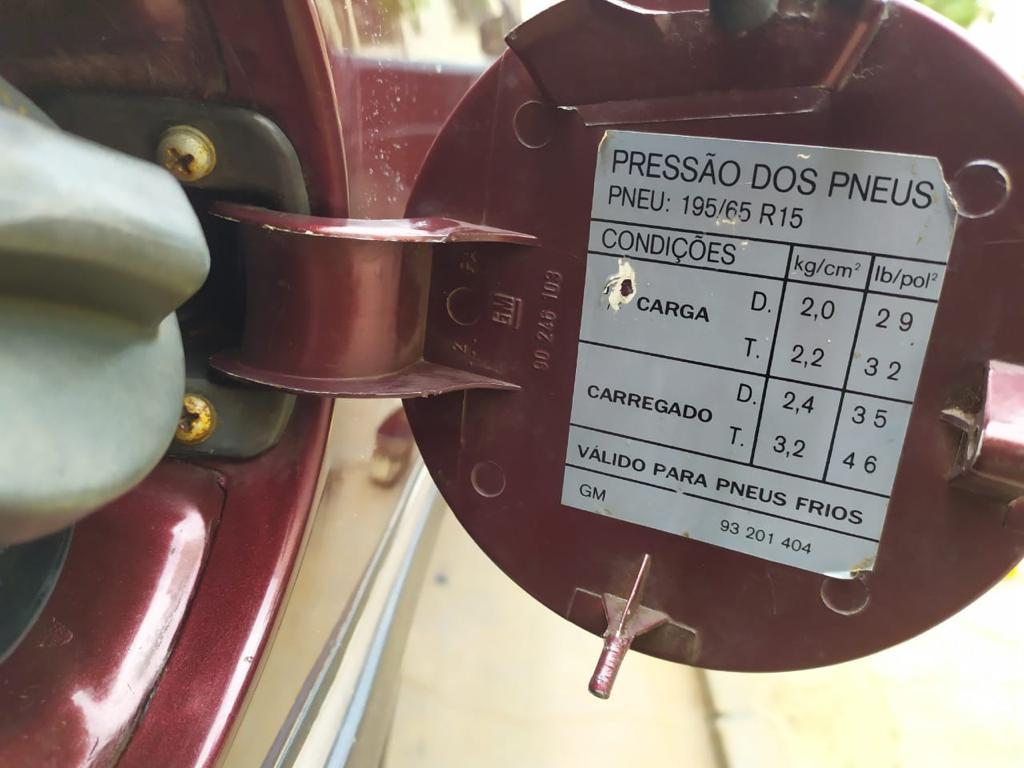 PRESSÃO DOS PNEUS
PNEU: 195/65 R15
CONDIÇÕES kg/cm² lb/pol²
CARGA D. 2,0 29
T. 2,2 32
CARREGADO D. 2,4 35
T. 3,2 46
VÁLIDO PARA PNEUS FRIOS
GM 93 201 404
GM
90 246 103